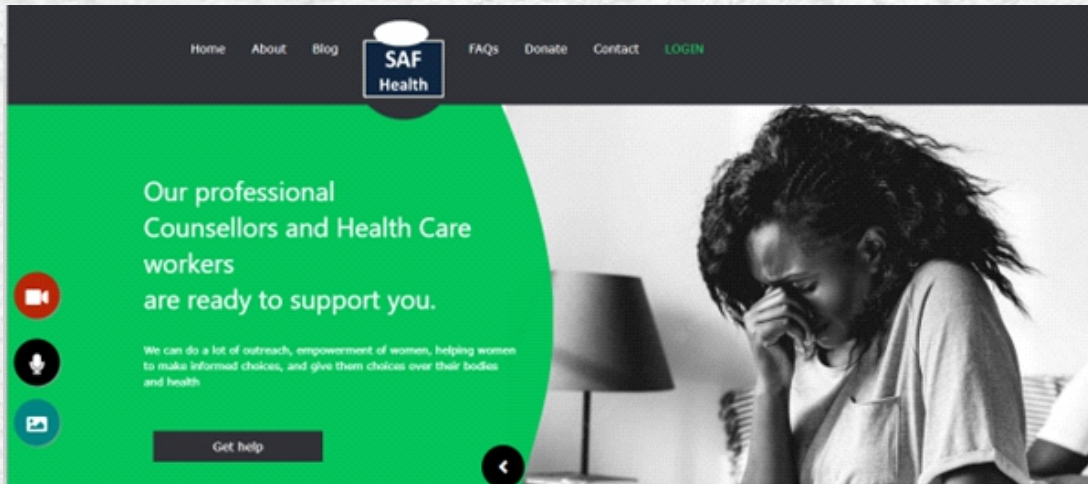 Home About Blog SAF Health FAQs Donate Contact LOGIN
Our professional
Counsellors and Health Care
workers
are ready to support you.
We can do a lot of outreach, empowerment of women, helping women
to make informed choices, and give them choices over their bodies
and health
Get help